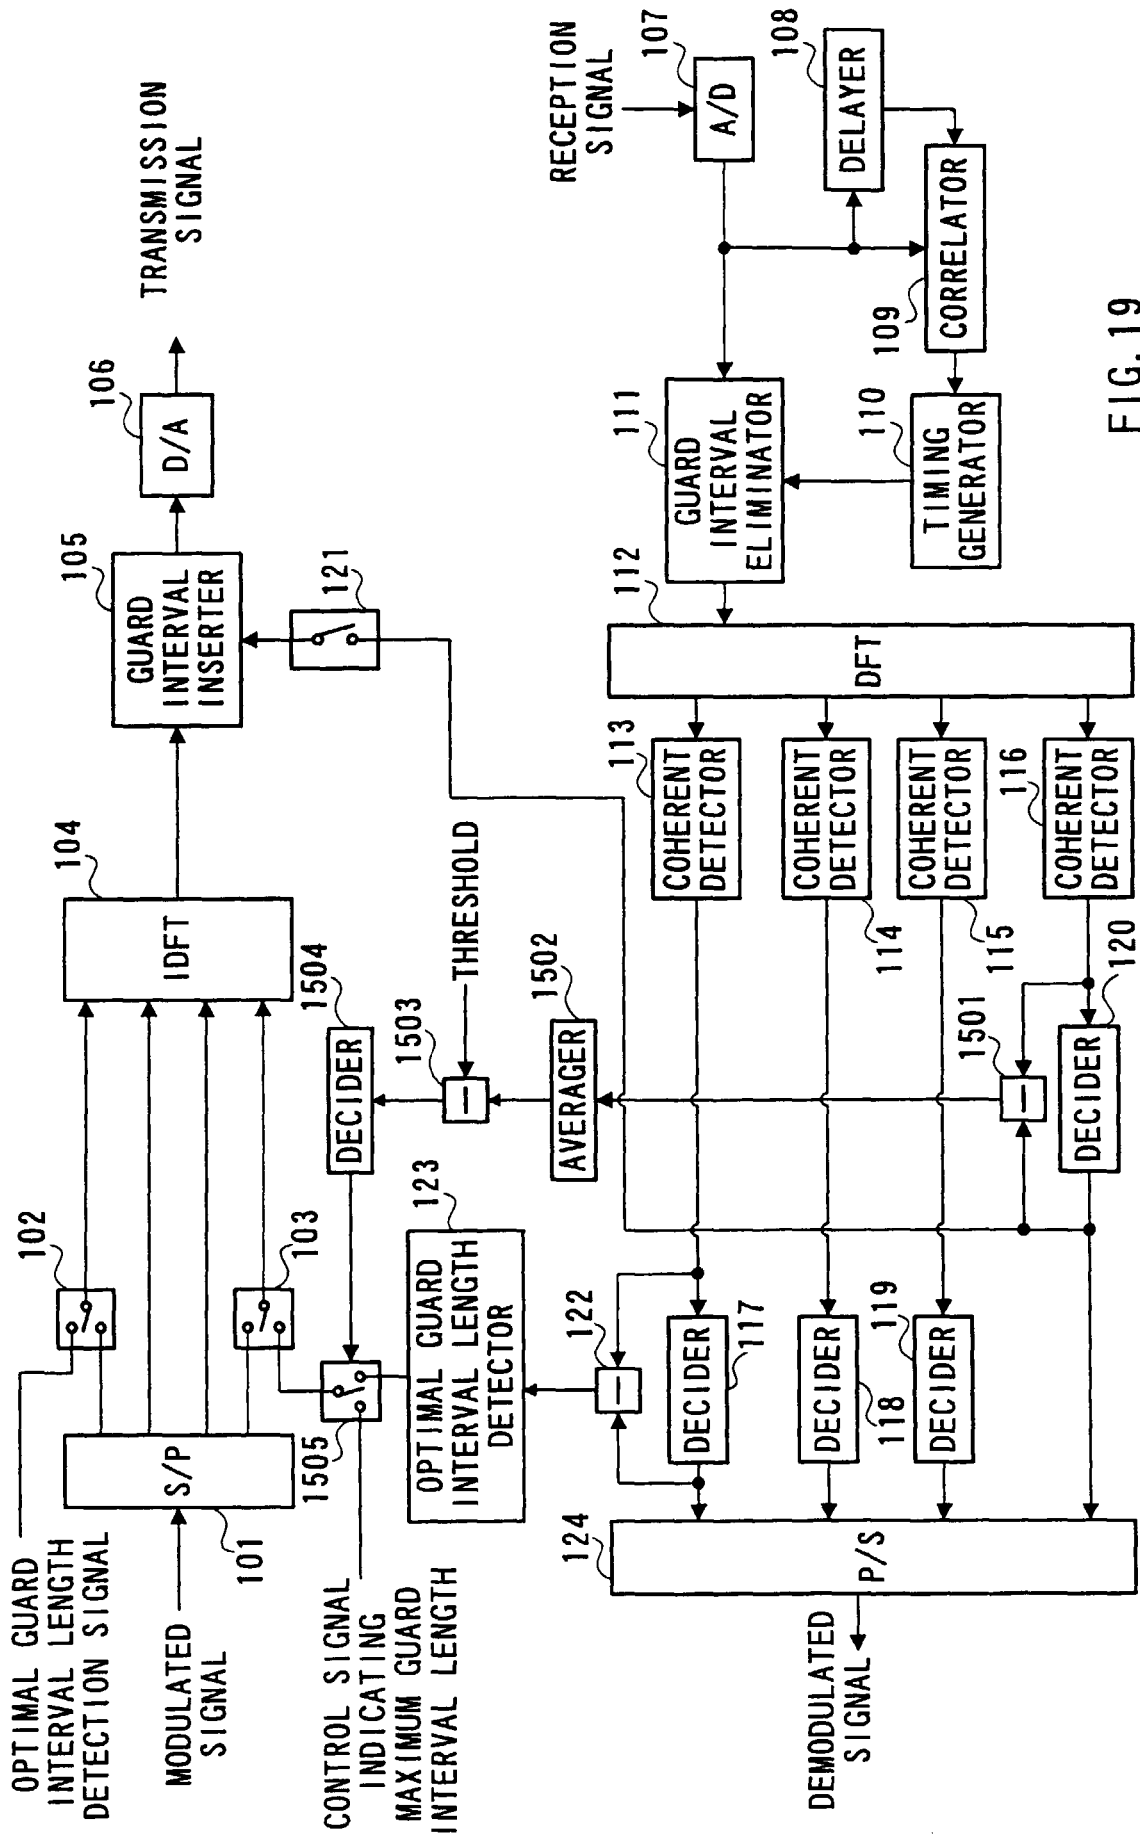 OPTIMAL GUARD
INTERVAL LENGTH
DETECTION SIGNAL
MODULATED
SIGNAL
S/P
101
102
103
IDFT
104
GUARD
INTERVAL
INSERTER
105
D/A
106
TRANSMISSION
SIGNAL
121
CONTROL SIGNAL
INDICATING
MAXIMUM GUARD
INTERVAL LENGTH
1505
DECIDER
1504
1503
THRESHOLD
OPTIMAL GUARD
INTERVAL LENGTH
DETECTOR
123
AVERAGER
1502
122
1501
RECEPTION
SIGNAL
A/D
107
DELAYER
108
CORRELATOR
109
TIMING
GENERATOR
110
GUARD
INTERVAL
ELIMINATOR
111
DFT
112
COHERENT
DETECTOR
113
COHERENT
DETECTOR
114
COHERENT
DETECTOR
115
COHERENT
DETECTOR
116
DECIDER
117
DECIDER
118
DECIDER
119
DECIDER
120
P/S
124
DEMODULATED
SIGNAL
FIG. 19